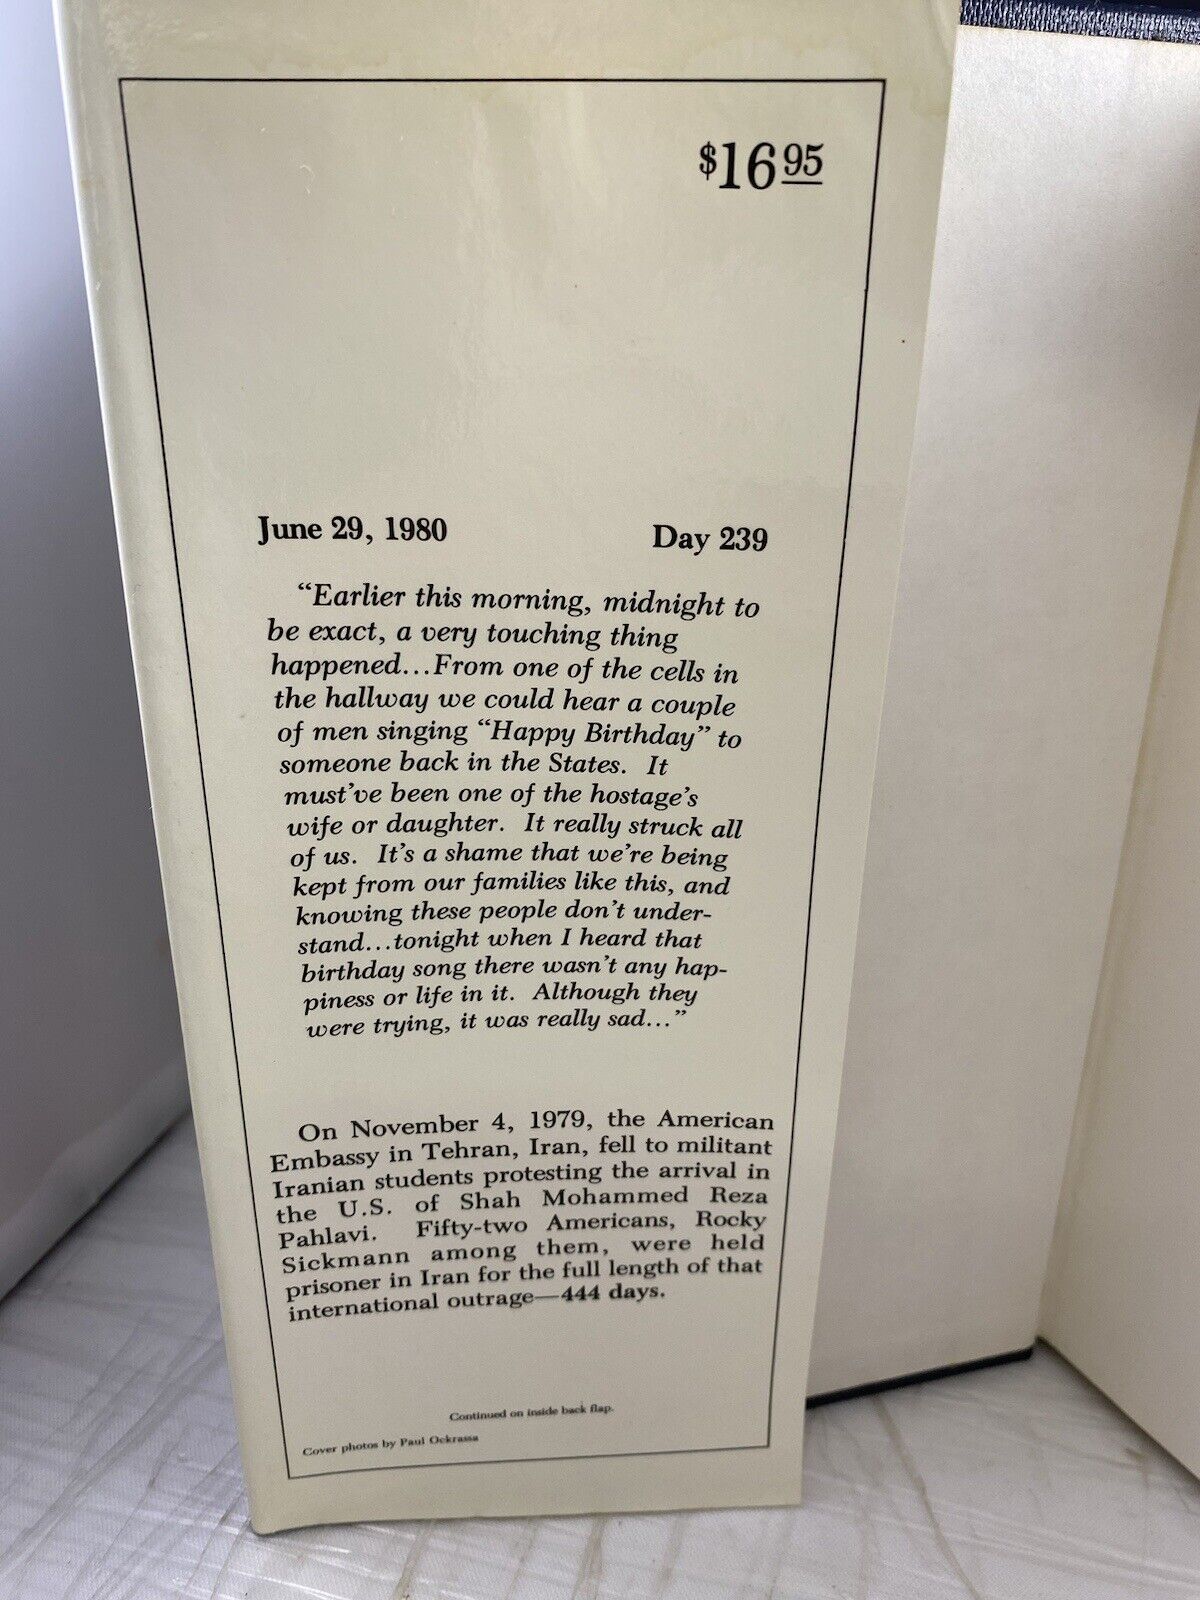 $16 95
June 29, 1980 Day 239
“Earlier this morning, midnight to
be exact, a very touching thing
happened...From one of the cells in
the hallway we could hear a couple
of men singing “Happy Birthday” to
someone back in the States. It
must’ve been one of the hostage’s
wife or daughter. It really struck all
of us. It’s a shame that we’re being
kept from our families like this, and
knowing these people don’t under-
stand...tonight when I heard that
birthday song there wasn’t any hap-
piness or life in it. Although they
were trying, it was really sad...”
On November 4, 1979, the American
Embassy in Tehran, Iran, fell to militant
Iranian students protesting the arrival in
the U.S. of Shah Mohammed Reza
Pahlavi. Fifty-two Americans, Rocky
Sickmann among them, were held
prisoner in Iran for the full length of that
international outrage—444 days.
Continued on inside back flap.
Cover photos by Paul Ockrassa